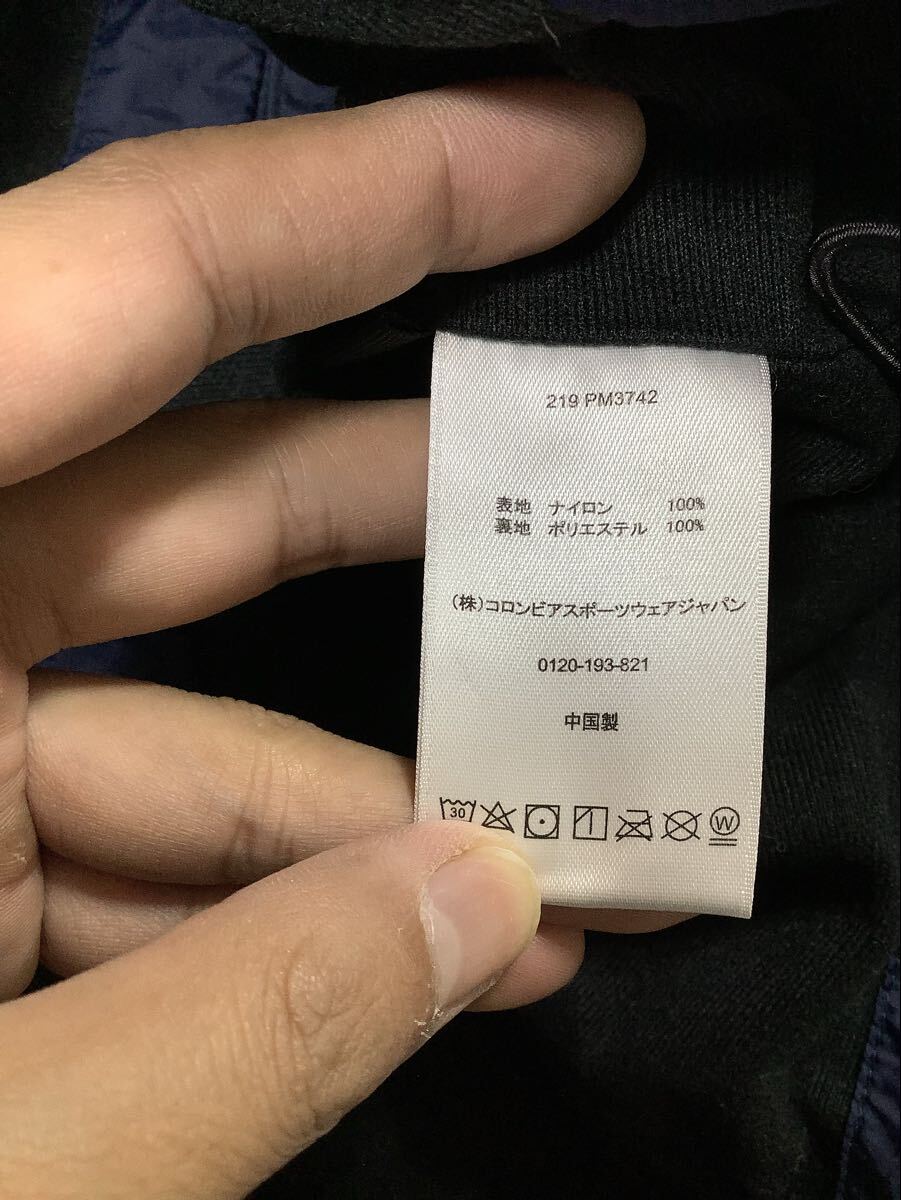 219 PM3742
表地 ナイロン 100%
裏地 ポリエステル 100%
(株)コロンビアスポーツウェアジャパン
0120-193-821
中国製
30 W